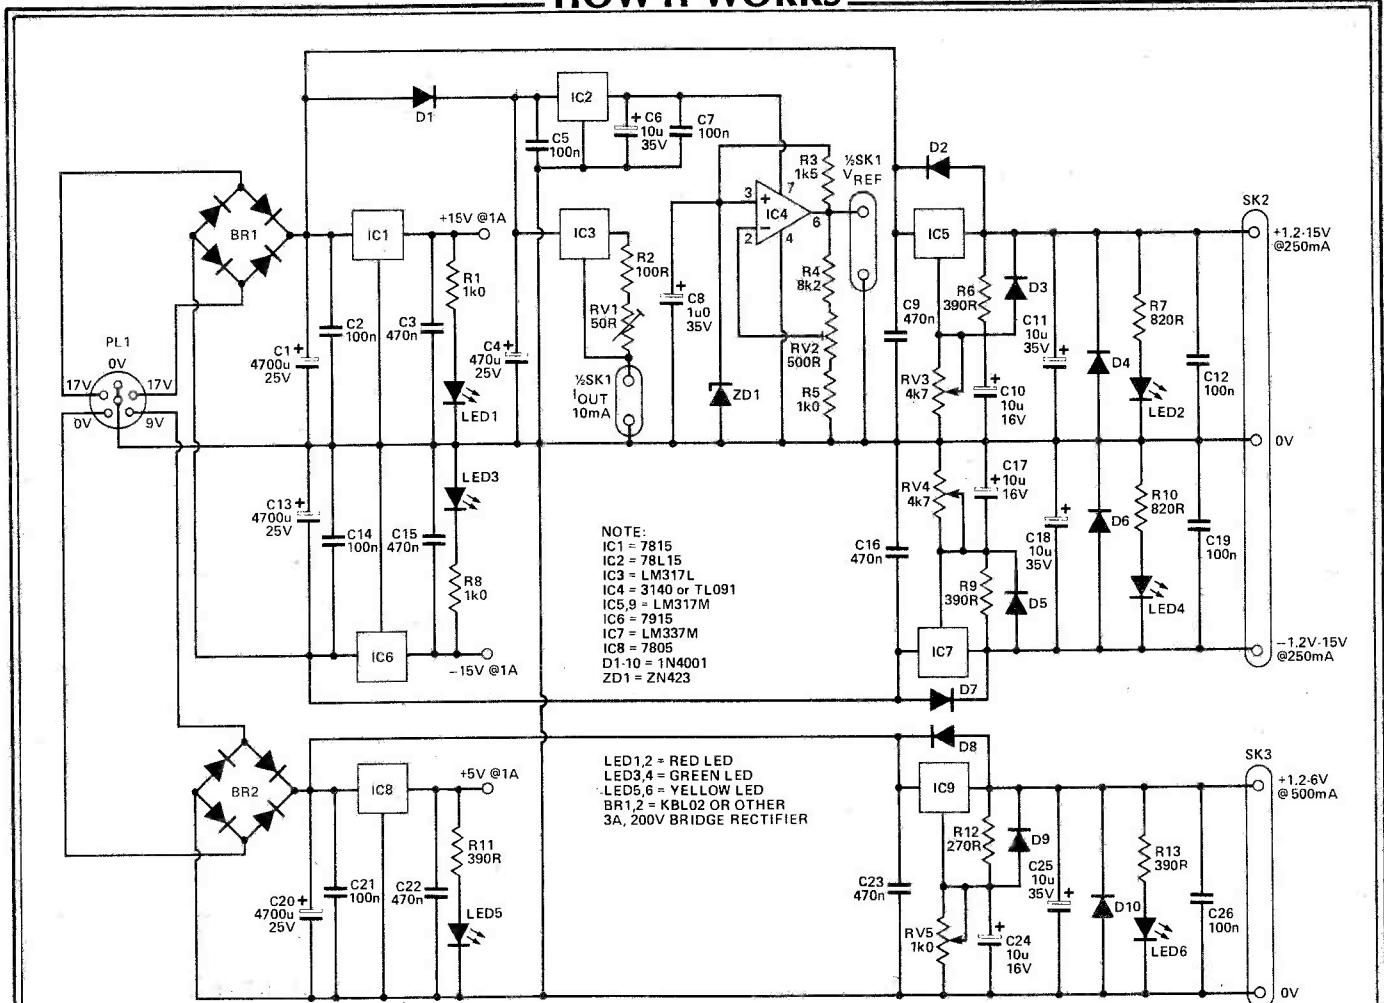 HOW IT WORKS
IC2
D1
C5
100n
C6
10u
35V
C7
100n
R3
1k5
½SK1
VREF
D2
SK2
BR1
+15V @1A
IC1
IC3
3
7
IC4
6
2
4
IC5
+1.2-15V
@250mA
R1
1k0
R2
100R
RV1
50R
C8
1u0
35V
R4
8k2
R6
390R
D3
R7
820R
PL1
0V
17V
17V
0V
9V
C1
4700u
25V
C2
100n
C3
470n
C4
470u
25V
½SK1
IOUT
10mA
RV2
500R
C9
470n
C11
10u
35V
D4
C12
100n
LED1
ZD1
R5
1k0
RV3
4k7
C10
10u
16V
LED2
0V
LED3
RV4
4k7
C17
10u
16V
R10
820R
C13
4700u
25V
C14
100n
C15
470n
C16
470n
C18
10u
35V
D6
C19
100n
NOTE:
IC1 = 7815
IC2 = 78L15
IC3 = LM317L
IC4 = 3140 or TL091
IC5,9 = LM317M
IC6 = 7915
IC7 = LM337M
IC8 = 7805
D1-10 = 1N4001
ZD1 = ZN423
R8
1k0
R9
390R
D5
LED4
IC6
-15V @1A
IC7
-1.2V-15V
@250mA
D7
D8
LED1,2 = RED LED
LED3,4 = GREEN LED
LED5,6 = YELLOW LED
BR1,2 = KBL02 OR OTHER
3A, 200V BRIDGE RECTIFIER
SK3
BR2
IC8
+5V @1A
IC9
+1.2-6V
@500mA
R11
390R
R12
270R
D9
R13
390R
C20
4700u
25V
C21
100n
C22
470n
LED5
C23
470n
C25
10u
35V
D10
C26
100n
RV5
1k0
C24
10u
16V
LED6
0V